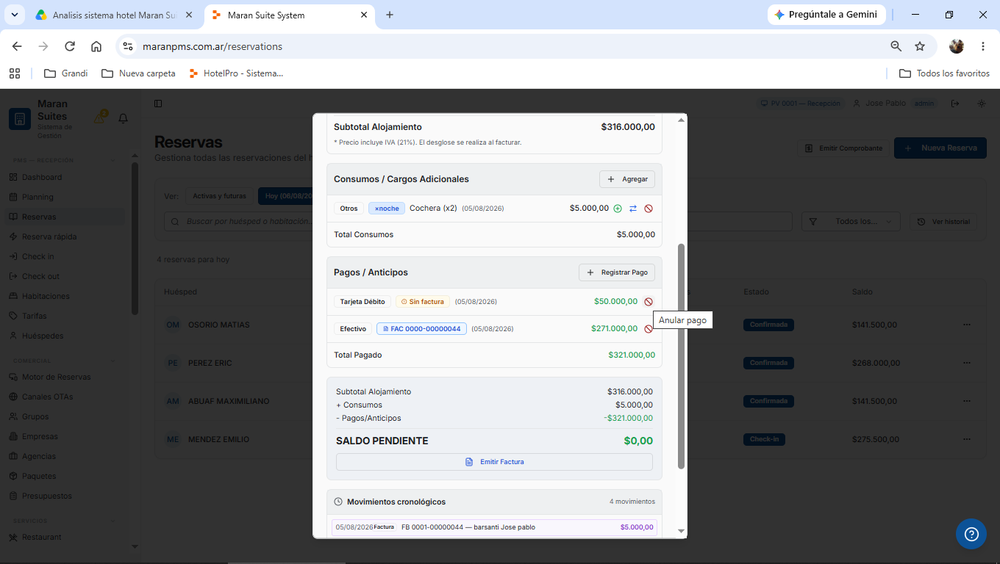 Analisis sistema hotel Maran Su
Maran Suite System
Pregúntale a Gemini
maranpms.com.ar/reservations
Grandi
Nueva carpeta
HotelPro - Sistema...
Todos los favoritos
Maran Suites
Sistema de Gestión
2
PV 0001 — Recepción
Jose Pablo
admin
PMS — RECEPCIÓN
Dashboard
Planning
Reservas
Reserva rápida
Check in
Check out
Habitaciones
Tarifas
Huéspedes
COMERCIAL
Motor de Reservas
Canales OTAs
Grupos
Empresas
Agencias
Paquetes
Presupuestos
SERVICIOS
Restaurant
Reservas
Gestiona todas las reservaciones del h
Emitir Comprobante
Nueva Reserva
Ver:
Activas y futuras
Hoy (06/08/20
Buscar por huésped o habitación...
Todos los...
Ver historial
4 reservas para hoy
Huésped
s
Estado
Saldo
OM
OSORIO MATIAS
Confirmada
$141.500,00
PE
PEREZ ERIC
Confirmada
$268.000,00
AM
ABUAF MAXIMILIANO
Confirmada
$141.500,00
ME
MENDEZ EMILIO
Check-in
$275.500,00
Subtotal Alojamiento
$316.000,00
* Precio incluye IVA (21%). El desglose se realiza al facturar.
Consumos / Cargos Adicionales
Agregar
Otros
×noche
Cochera (x2)
(05/08/2026)
$5.000,00
Total Consumos
$5.000,00
Pagos / Anticipos
Registrar Pago
Tarjeta Débito
Sin factura
(05/08/2026)
$50.000,00
Anular pago
Efectivo
FAC 0000-00000044
(05/08/2026)
$271.000,00
Total Pagado
$321.000,00
Subtotal Alojamiento
$316.000,00
+ Consumos
$5.000,00
- Pagos/Anticipos
-$321.000,00
SALDO PENDIENTE
$0,00
Emitir Factura
Movimientos cronológicos
4 movimientos
05/08/2026
Factura
FB 0001-00000044 — barsanti Jose pablo
$5.000,00